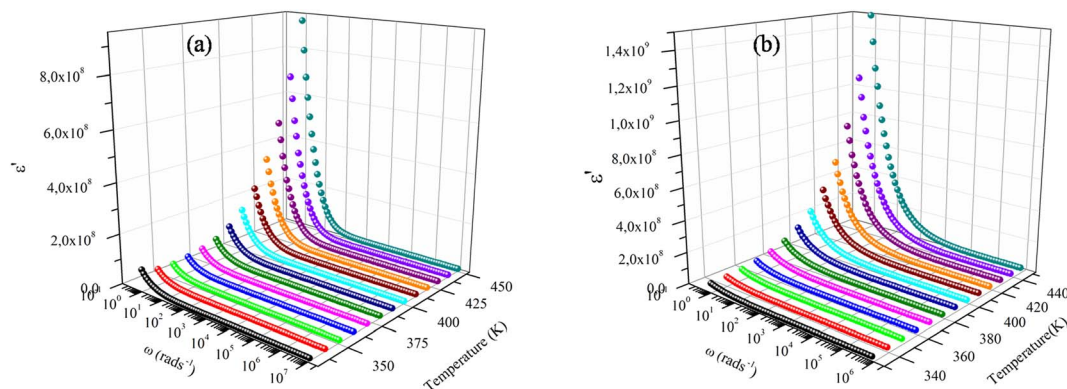 (a)
8,0x10⁸
6,0x10⁸
4,0x10⁸
2,0x10⁸
0,0
ε'
10⁰
10¹
10²
10³
10⁴
10⁵
10⁶
10⁷
ω (rads⁻¹)
350
375
400
425
450
Temperature (K)
(b)
1,4x10⁹
1,2x10⁹
1,0x10⁹
8,0x10⁸
6,0x10⁸
4,0x10⁸
2,0x10⁸
0,0
ε'
10⁰
10¹
10²
10³
10⁴
10⁵
10⁶
ω (rads⁻¹)
340
360
380
400
420
440
Temperature(K)